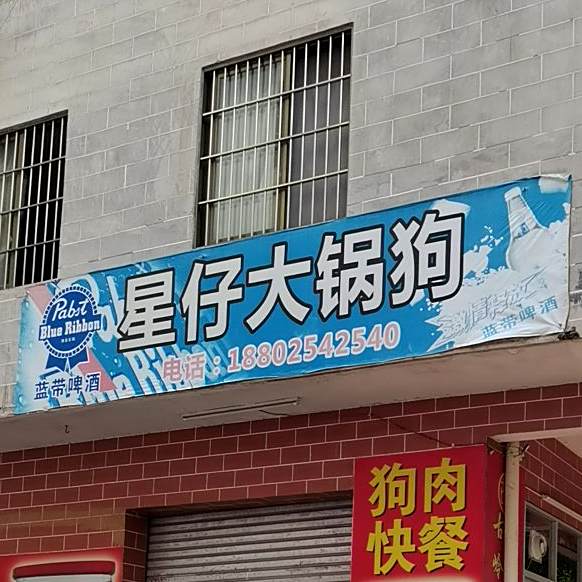 星仔大锅狗
电话：18802542540
Pabst
Blue Ribbon
蓝带啤酒
蓝带啤酒
狗肉
快餐